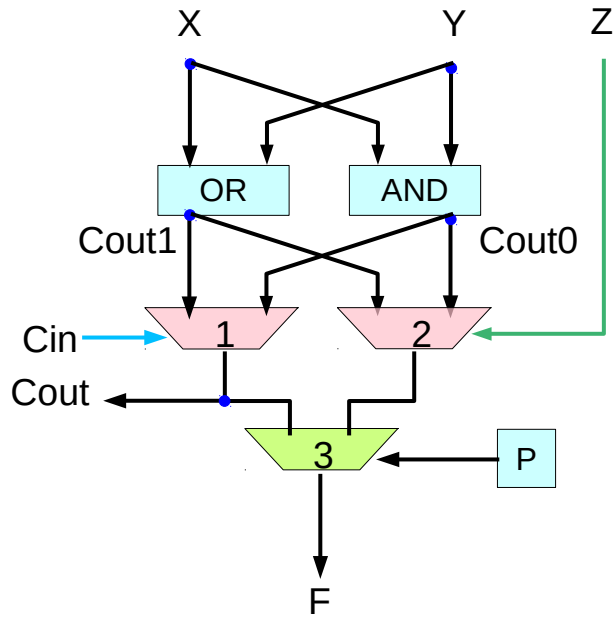 X Y Z
OR AND
Cout1 Cout0
Cin 1 2
Cout
3 P
F